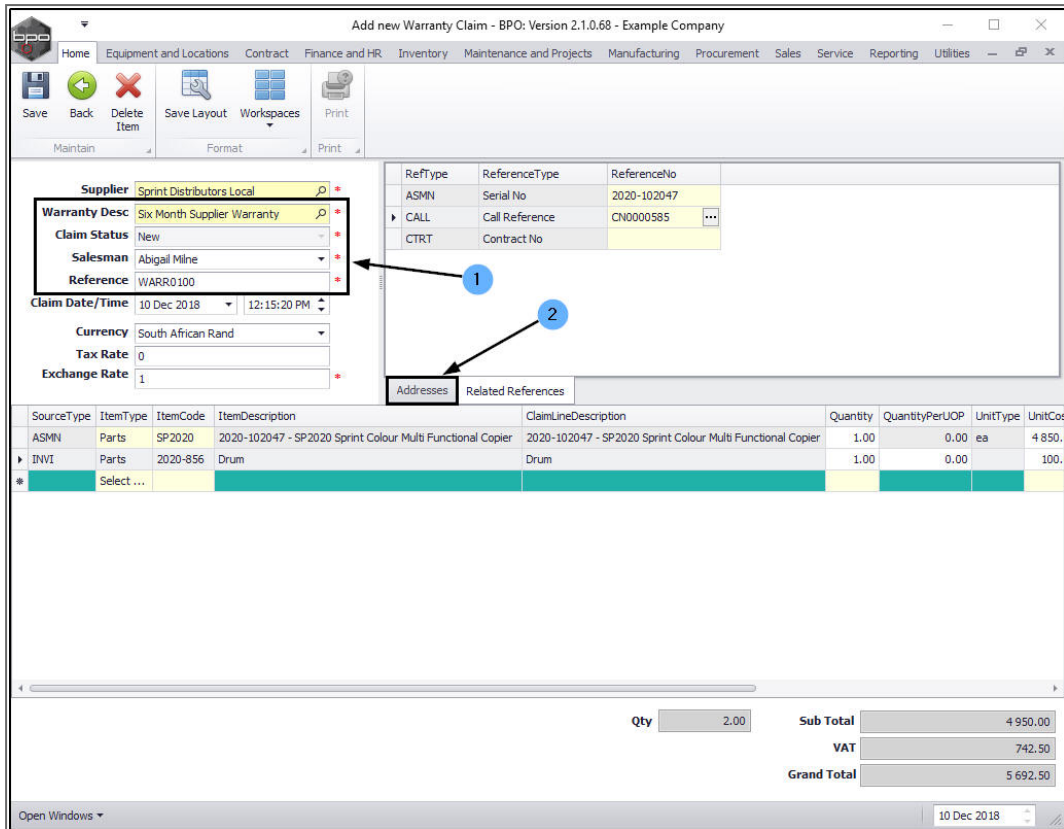 Add new Warranty Claim - BPO: Version 2.1.0.68 - Example Company
bpo
Home Equipment and Locations Contract Finance and HR Inventory Maintenance and Projects Manufacturing Procurement Sales Service Reporting Utilities
Save Back Delete Item Save Layout Workspaces Print
Maintain Format Print
Supplier Sprint Distributors Local *
Warranty Desc Six Month Supplier Warranty *
Claim Status New *
Salesman Abigail Milne *
Reference WARR0100 *
Claim Date/Time 10 Dec 2018 12:15:20 PM
Currency South African Rand
Tax Rate 0
Exchange Rate 1 *
RefType ReferenceType ReferenceNo
ASMN Serial No 2020-102047
CALL Call Reference CN0000585 ...
CTRT Contract No
1
2
Addresses Related References
SourceType ItemType ItemCode ItemDescription ClaimLineDescription Quantity QuantityPerUOP UnitType UnitCos
ASMN Parts SP2020 2020-102047 - SP2020 Sprint Colour Multi Functional Copier 2020-102047 - SP2020 Sprint Colour Multi Functional Copier 1.00 0.00 ea 4 850.
INVI Parts 2020-856 Drum Drum 1.00 0.00 100.
* Select ...
Qty 2.00 Sub Total 4 950.00
VAT 742.50
Grand Total 5 692.50
Open Windows 10 Dec 2018